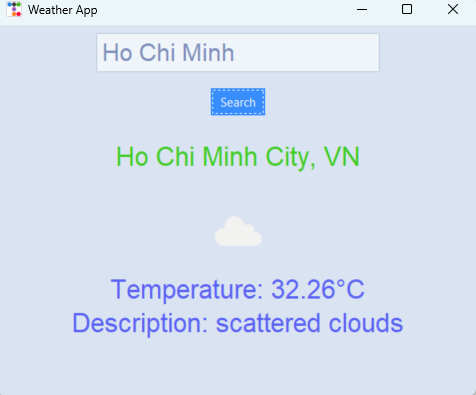 Weather App
Ho Chi Minh
Search
Ho Chi Minh City, VN
Temperature: 32.26°C
Description: scattered clouds